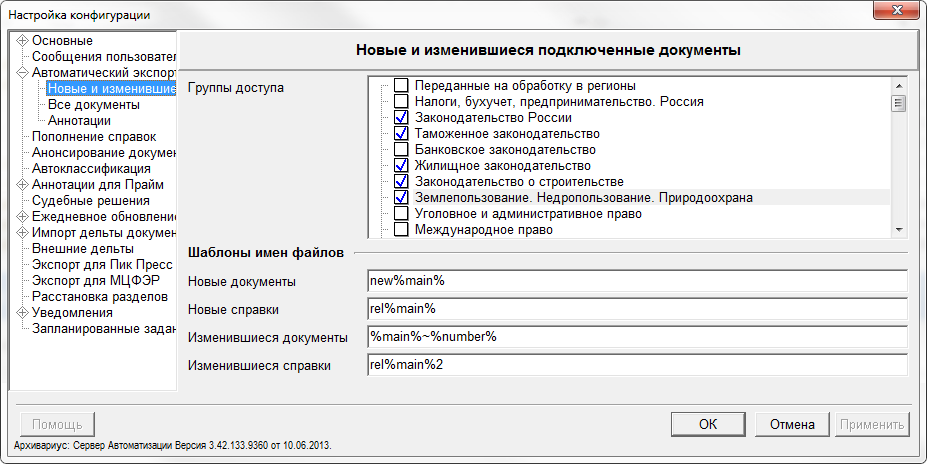 Настройка конфигурации
Основные
Сообщения пользовател
Автоматический экспорт
Новые и изменившие
Все документы
Аннотации
Пополнение справок
Анонсирование докумен
Автоклассификация
Аннотации для Прайм
Судебные решения
Ежедневное обновление
Импорт дельты докумен
Внешние дельты
Экспорт для Пик Пресс
Экспорт для МЦФЭР
Расстановка разделов
Уведомления
Запланированные задан
Новые и изменившиеся подключенные документы
Группы доступа
Переданные на обработку в регионы
Налоги, бухучет, предпринимательство. Россия
Законодательство России
Таможенное законодательство
Банковское законодательство
Жилищное законодательство
Законодательство о строительстве
Землепользование. Недропользование. Природоохрана
Уголовное и административное право
Международное право
Шаблоны имен файлов
Новые документы new%main%
Новые справки rel%main%
Изменившиеся документы %main%~%number%
Изменившиеся справки rel%main%2
Помощь ОК Отмена Применить
Архивариус: Сервер Автоматизации Версия 3.42.133.9360 от 10.06.2013.